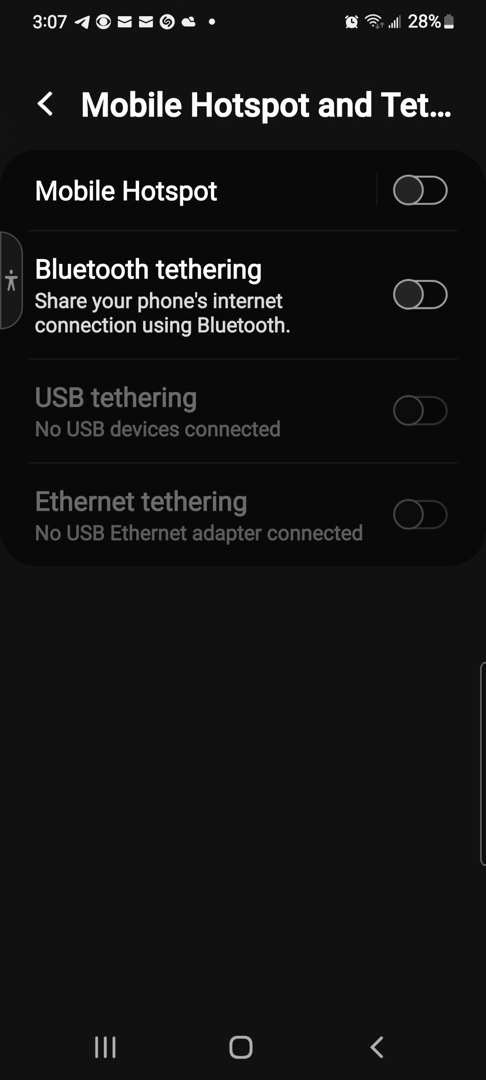 3:07 28%
Mobile Hotspot and Tet...
Mobile Hotspot
Bluetooth tethering
Share your phone's internet
connection using Bluetooth.
USB tethering
No USB devices connected
Ethernet tethering
No USB Ethernet adapter connected